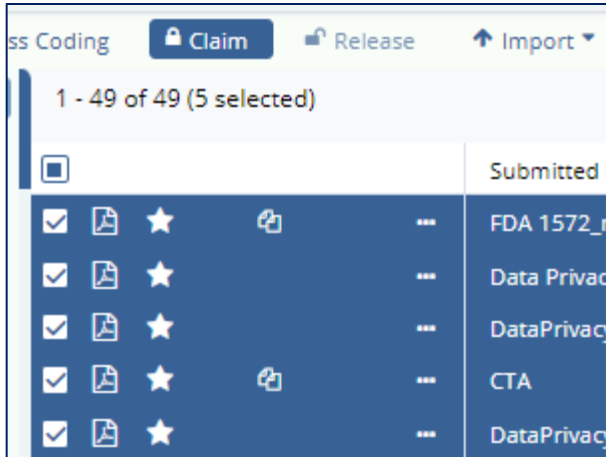 ss Coding Claim Release Import
1 - 49 of 49 (5 selected)
Submitted
FDA 1572_
Data Privac
DataPrivacy
CTA
DataPrivacy